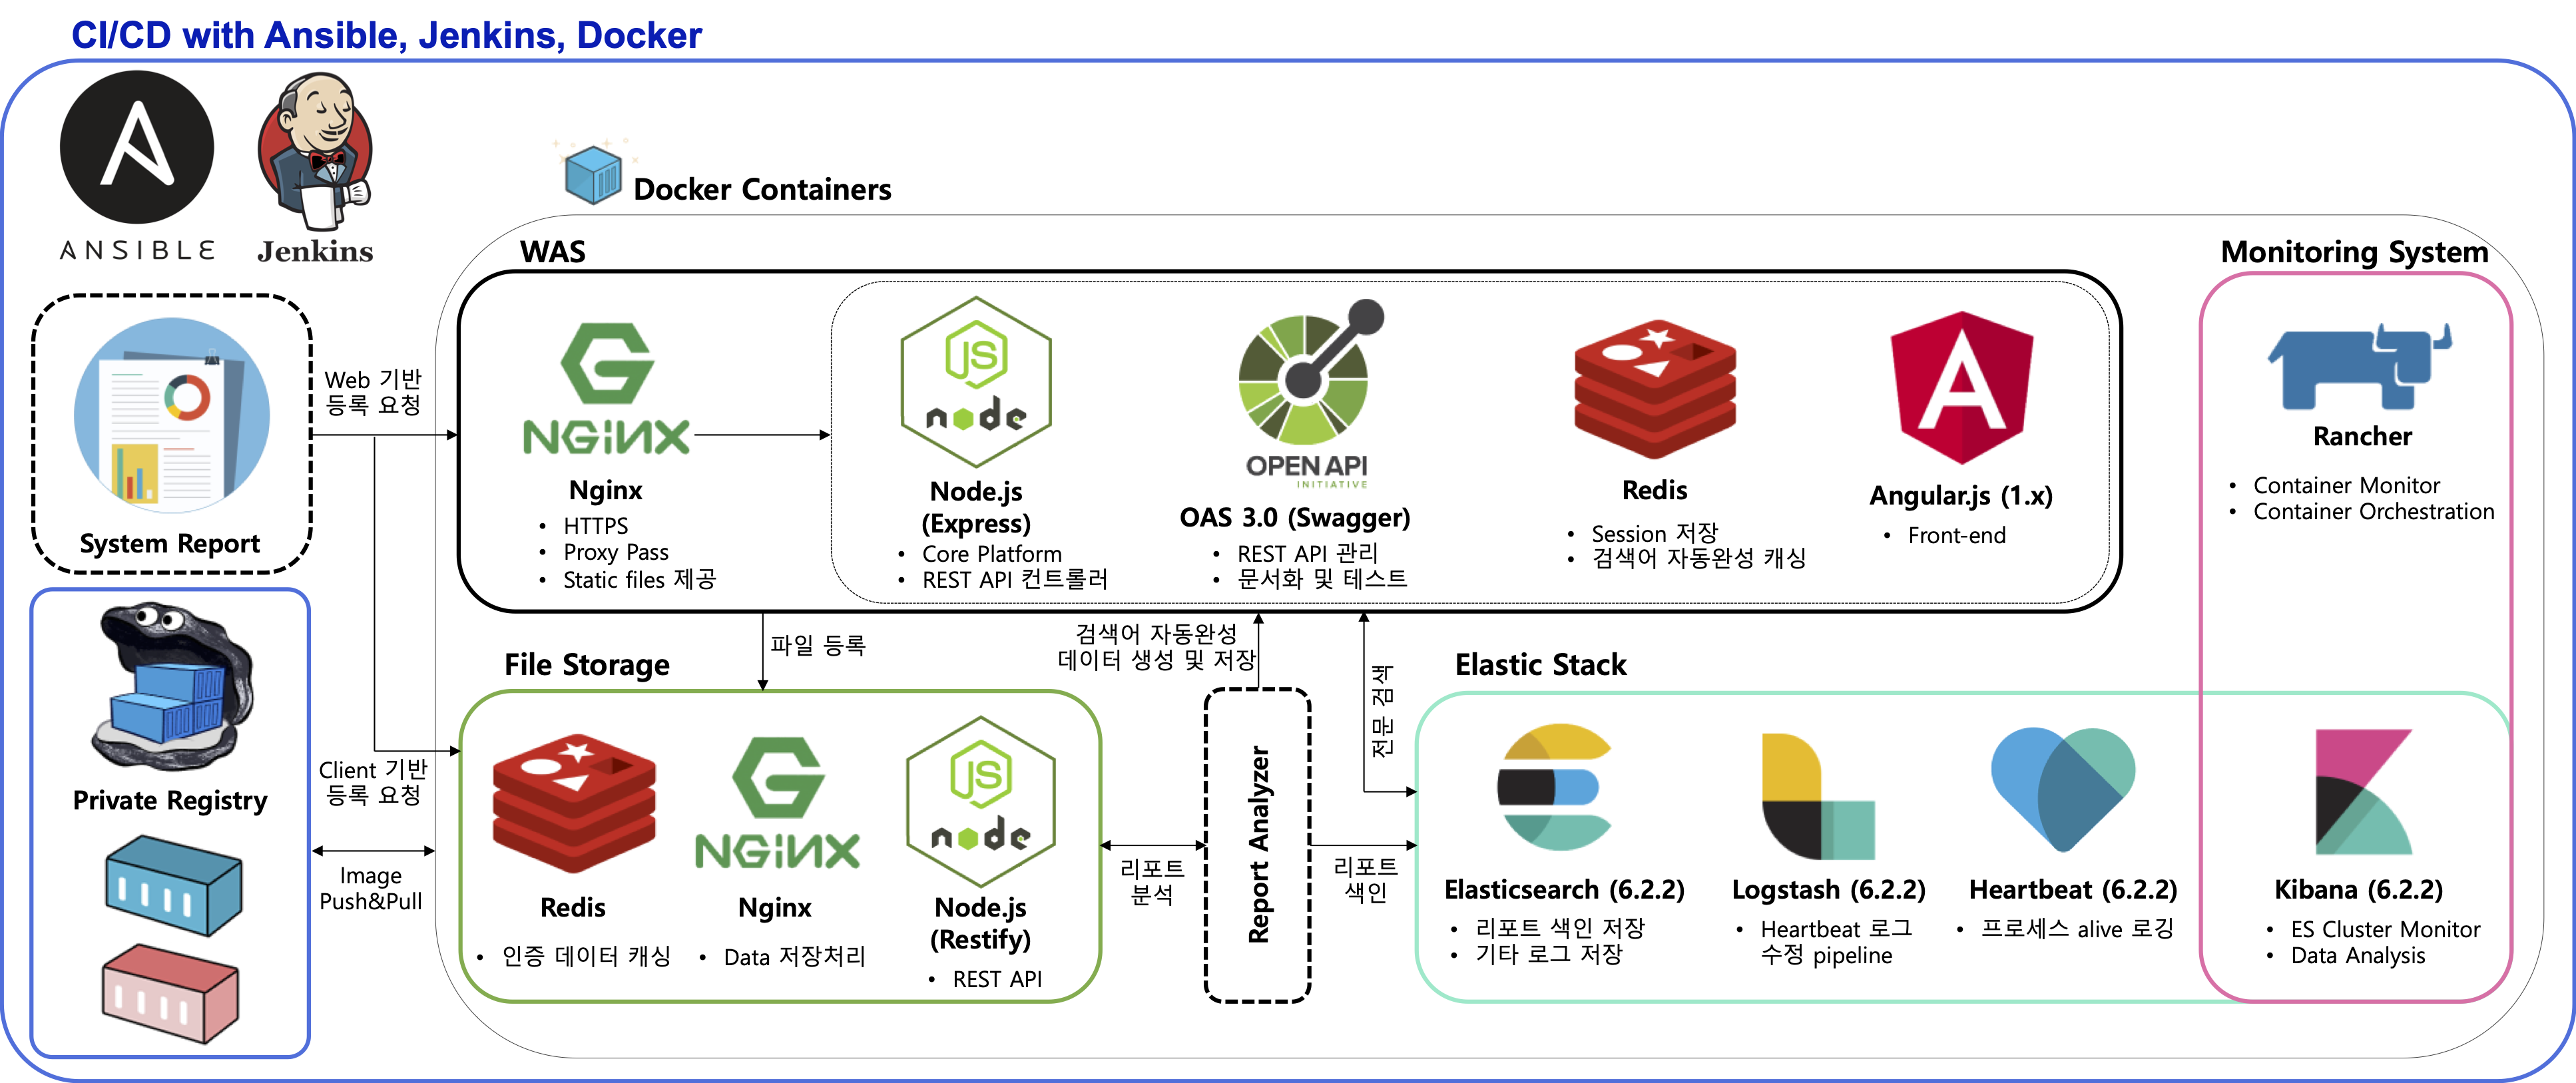 CI/CD with Ansible, Jenkins, Docker
ANSIBLE
Jenkins
Docker Containers
WAS
Monitoring System
System Report
Web 기반
등록 요청
NGINX
Nginx
• HTTPS
• Proxy Pass
• Static files 제공
JS
node
Node.js
(Express)
• Core Platform
• REST API 컨트롤러
OPEN API
INITIATIVE
OAS 3.0 (Swagger)
• REST API 관리
• 문서화 및 테스트
Redis
• Session 저장
• 검색어 자동완성 캐싱
A
Angular.js (1.x)
• Front-end
Rancher
• Container Monitor
• Container Orchestration
Private Registry
Client 기반
등록 요청
Image
Push&Pull
파일 등록
검색어 자동완성
데이터 생성 및 저장
전문 검색
File Storage
Redis
• 인증 데이터 캐싱
NGINX
Nginx
• Data 저장처리
JS
node
Node.js
(Restify)
• REST API
리포트
분석
Report Analyzer
리포트
색인
Elastic Stack
Elasticsearch (6.2.2)
• 리포트 색인 저장
• 기타 로그 저장
Logstash (6.2.2)
• Heartbeat 로그
수정 pipeline
Heartbeat (6.2.2)
• 프로세스 alive 로깅
Kibana (6.2.2)
• ES Cluster Monitor
• Data Analysis